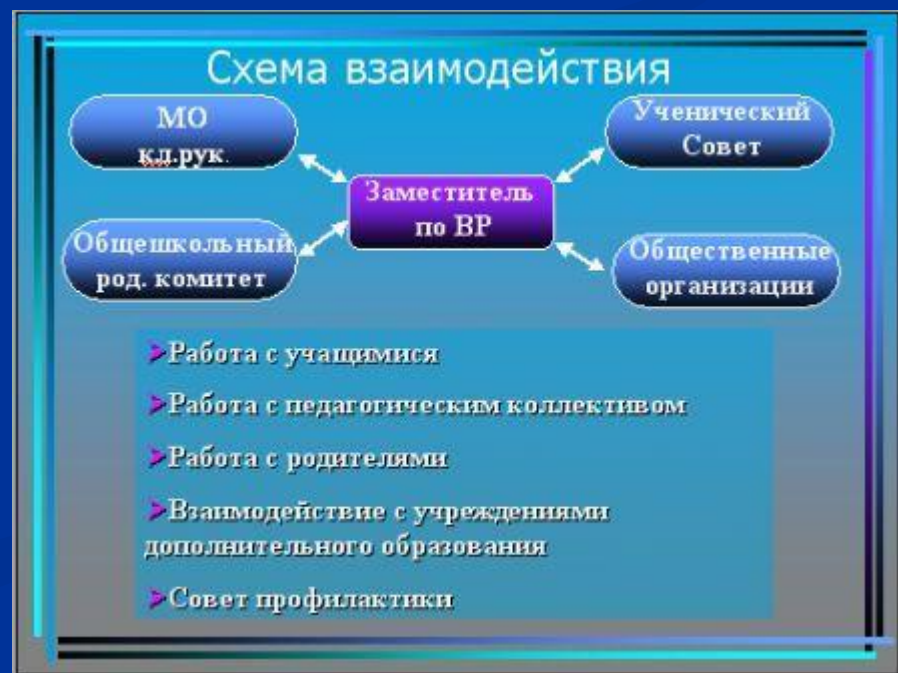 Схема взаимодействия
МО
кл.рук.
Ученический
Совет
Заместитель
по ВР
Общешкольный
род. комитет
Общественные
организации
➤Работа с учащимися
➤Работа с педагогическим коллективом
➤Работа с родителями
➤Взаимодействие с учреждениями
дополнительного образования
➤Совет профилактики